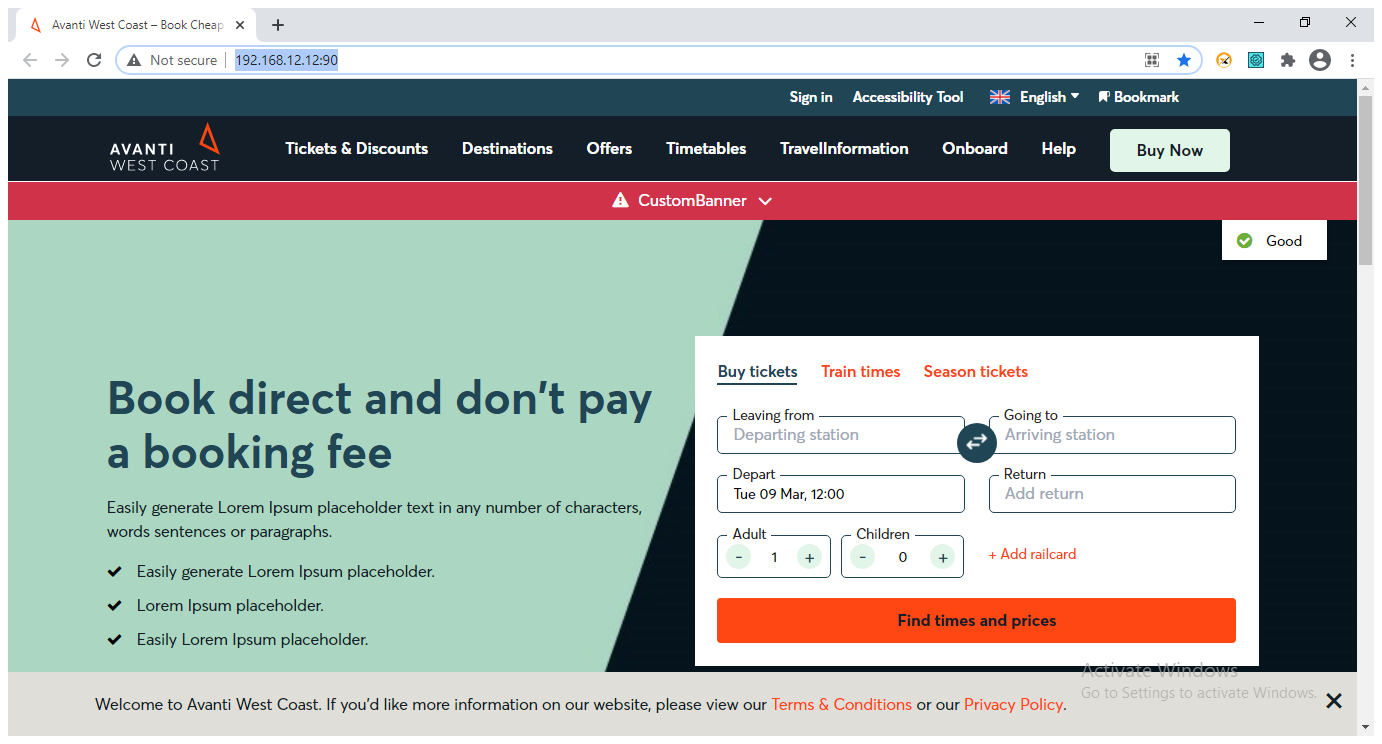 Avanti West Coast – Book Cheap
Not secure
192.168.12.12:90
Sign in
Accessibility Tool
English
Bookmark
AVANTI
WEST COAST
Tickets & Discounts
Destinations
Offers
Timetables
TravelInformation
Onboard
Help
Buy Now
CustomBanner
Good
Book direct and don't pay
a booking fee
Easily generate Lorem Ipsum placeholder text in any number of characters,
words sentences or paragraphs.
Easily generate Lorem Ipsum placeholder.
Lorem Ipsum placeholder.
Easily Lorem Ipsum placeholder.
Buy tickets
Train times
Season tickets
Leaving from
Departing station
Going to
Arriving station
Depart
Tue 09 Mar, 12:00
Return
Add return
Adult
- 1 +
Children
- 0 +
+ Add railcard
Find times and prices
Activate Windows
Go to Settings to activate Windows.
Welcome to Avanti West Coast. If you'd like more information on our website, please view our Terms & Conditions or our Privacy Policy.